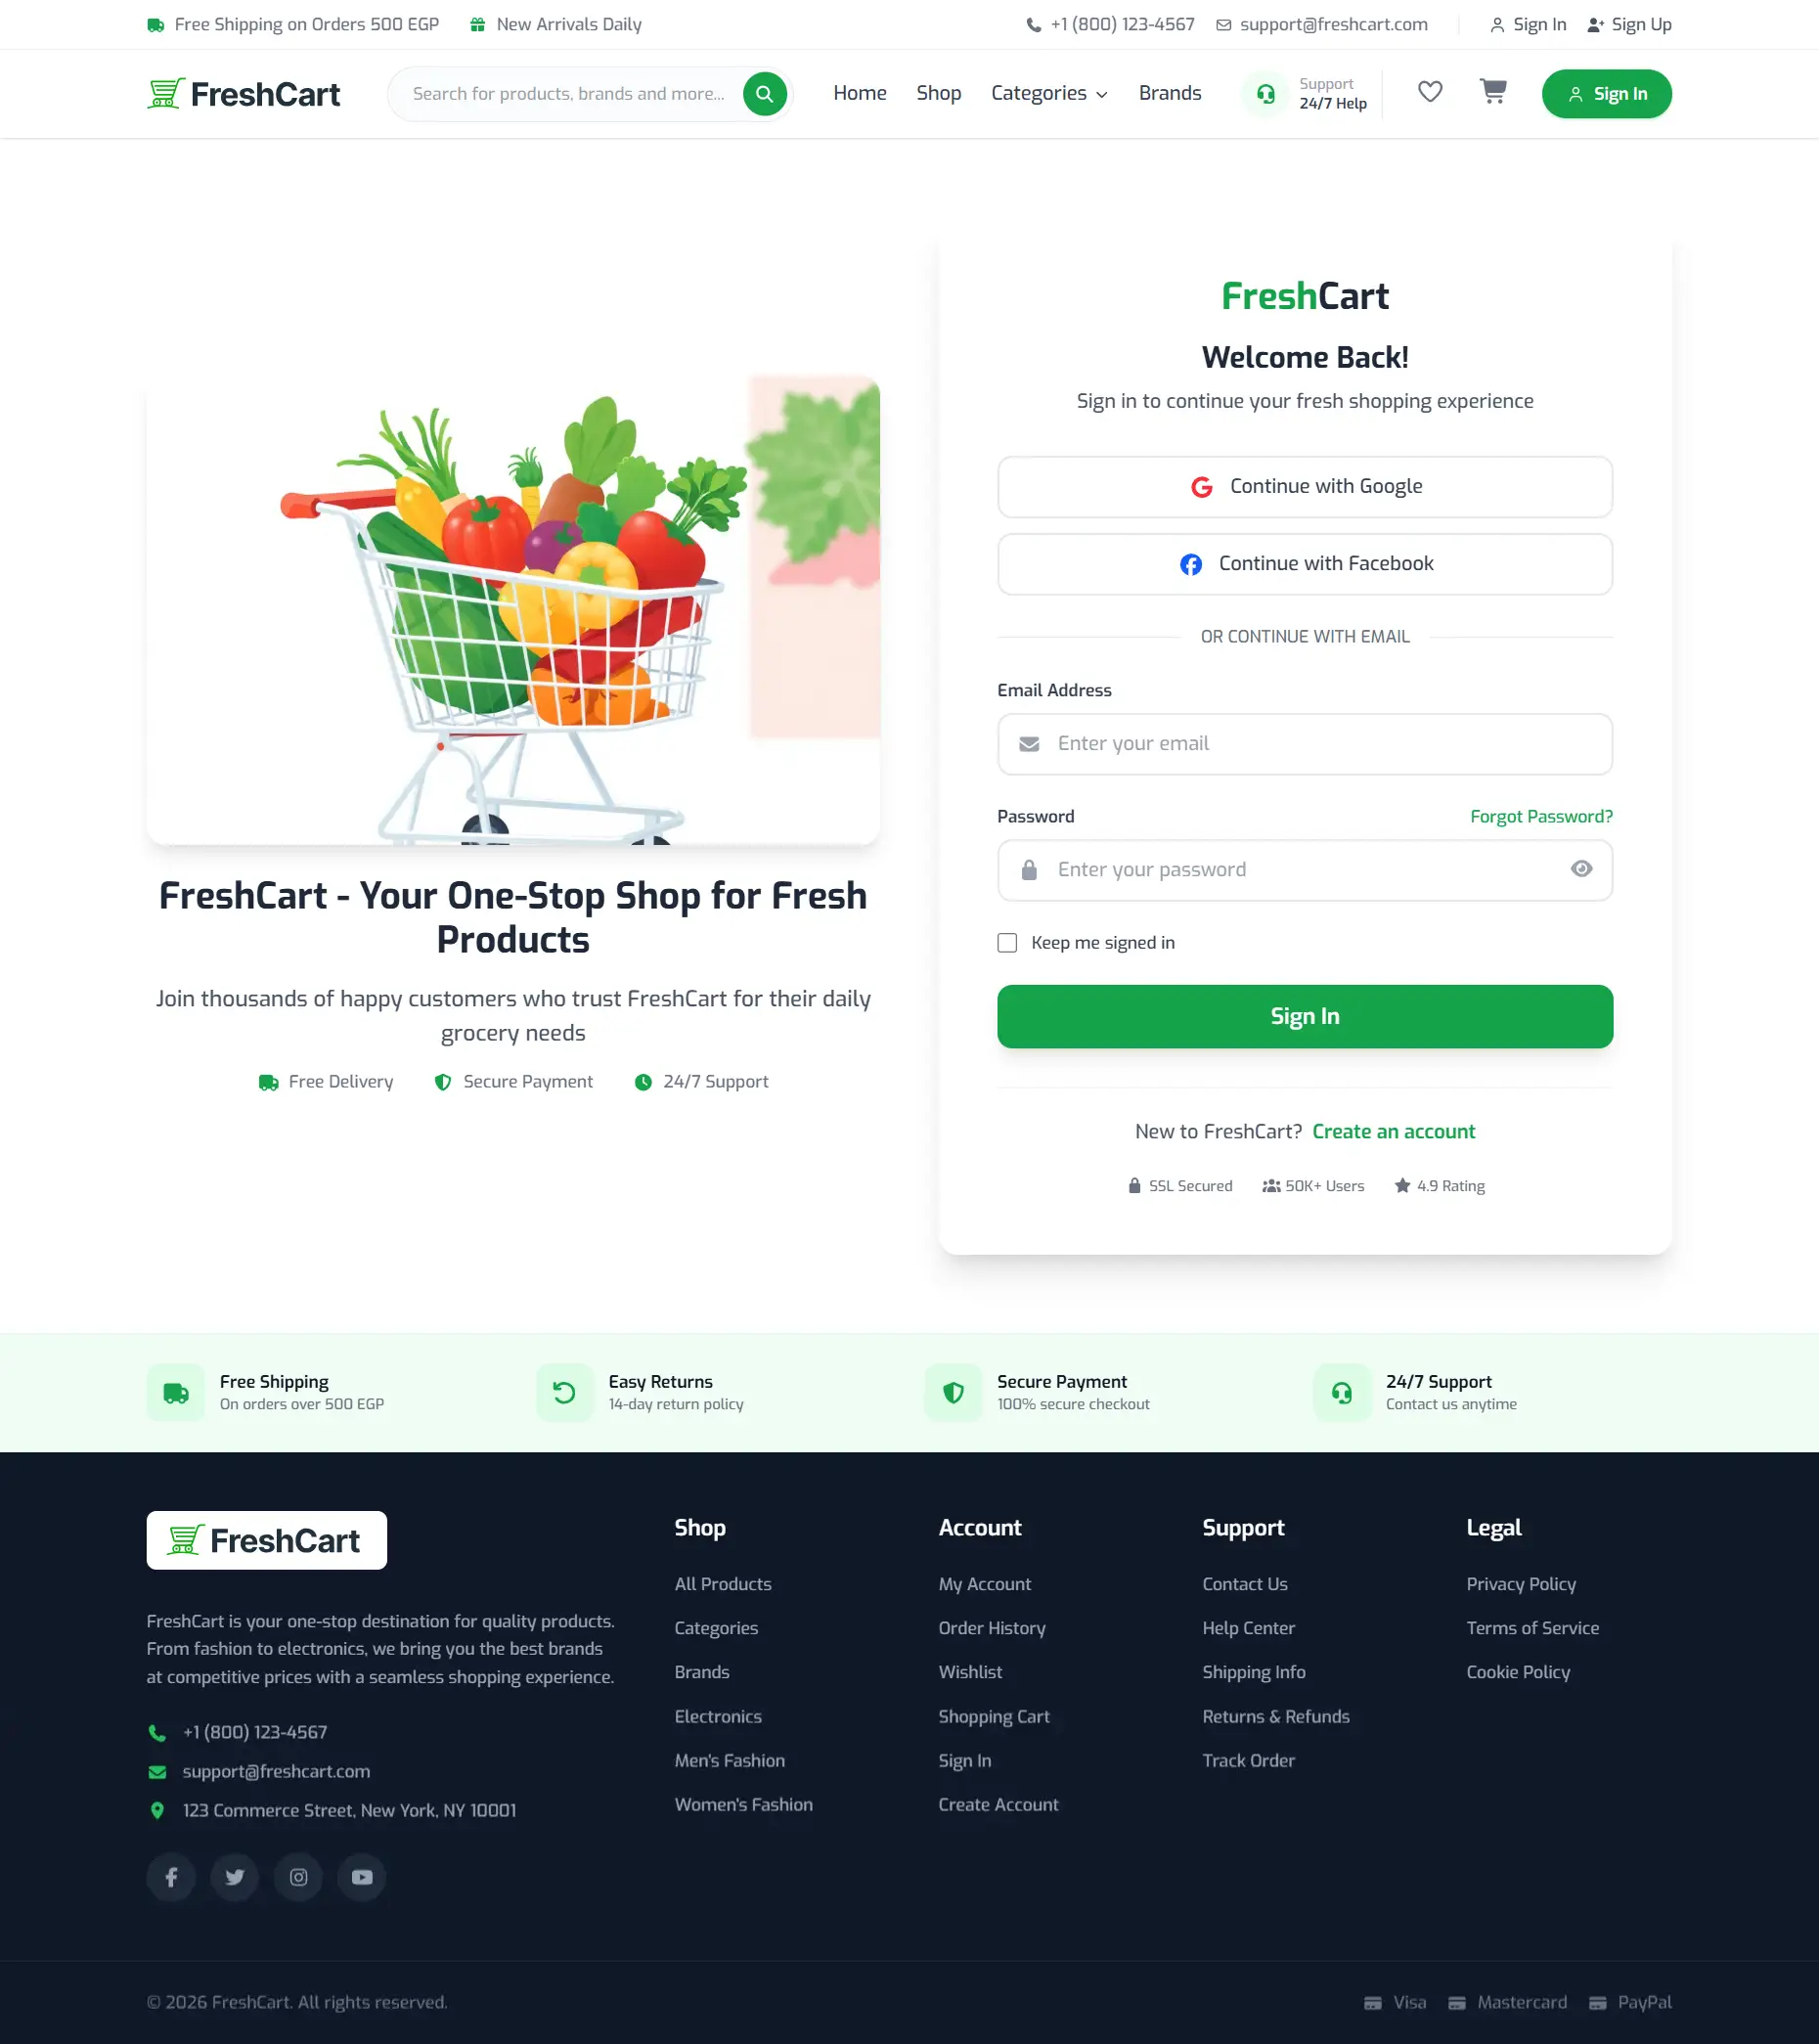 Free Shipping on Orders 500 EGP
New Arrivals Daily
+1 (800) 123-4567
support@freshcart.com
Sign In
Sign Up
FreshCart
Search for products, brands and more...
Home
Shop
Categories
Brands
Support
24/7 Help
Sign In
FreshCart - Your One-Stop Shop for Fresh
Products
Join thousands of happy customers who trust FreshCart for their daily
grocery needs
Free Delivery
Secure Payment
24/7 Support
FreshCart
Welcome Back!
Sign in to continue your fresh shopping experience
Continue with Google
Continue with Facebook
OR CONTINUE WITH EMAIL
Email Address
Enter your email
Password
Forgot Password?
Enter your password
Keep me signed in
Sign In
New to FreshCart? Create an account
SSL Secured
50K+ Users
4.9 Rating
Free Shipping
On orders over 500 EGP
Easy Returns
14-day return policy
Secure Payment
100% secure checkout
24/7 Support
Contact us anytime
FreshCart
FreshCart is your one-stop destination for quality products.
From fashion to electronics, we bring you the best brands
at competitive prices with a seamless shopping experience.
+1 (800) 123-4567
support@freshcart.com
123 Commerce Street, New York, NY 10001
Shop
All Products
Categories
Brands
Electronics
Men's Fashion
Women's Fashion
Account
My Account
Order History
Wishlist
Shopping Cart
Sign In
Create Account
Support
Contact Us
Help Center
Shipping Info
Returns & Refunds
Track Order
Legal
Privacy Policy
Terms of Service
Cookie Policy
© 2026 FreshCart. All rights reserved.
Visa
Mastercard
PayPal